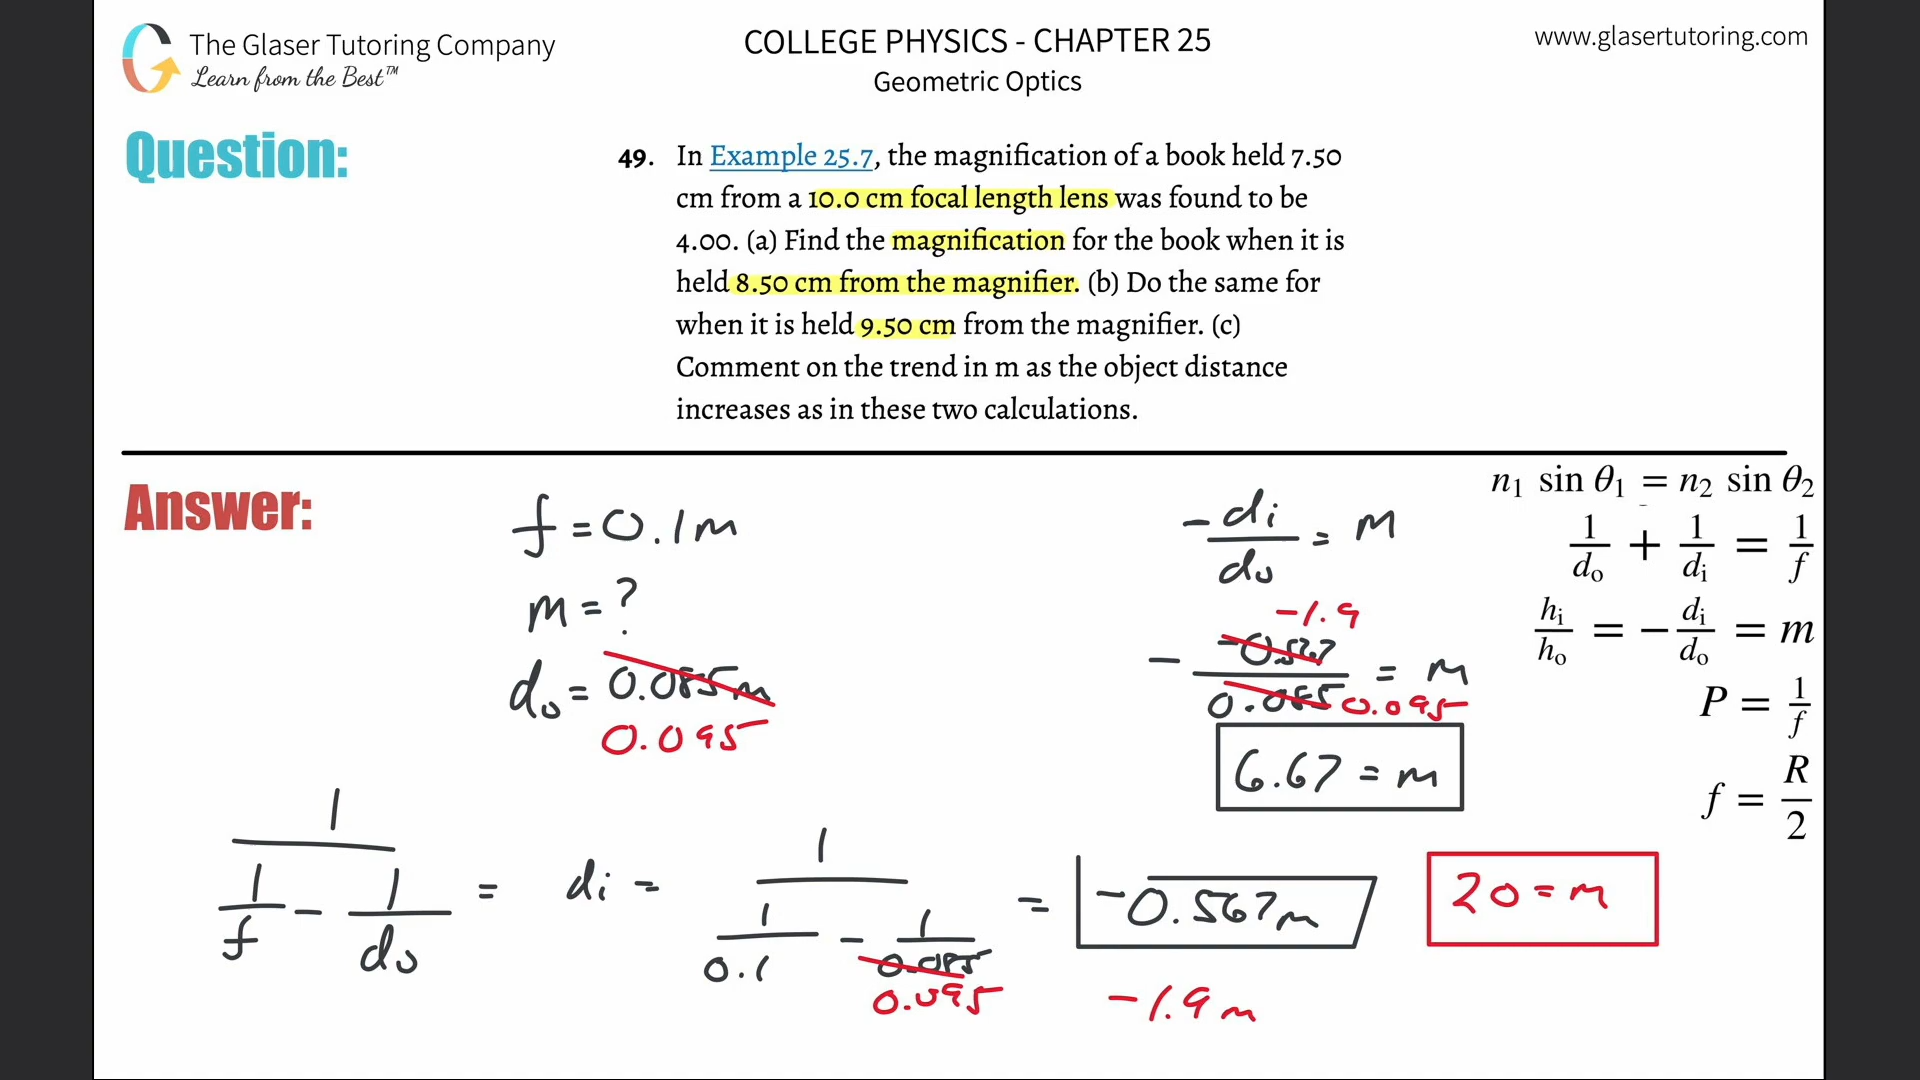 The Glaser Tutoring Company
Learn from the Best™
COLLEGE PHYSICS - CHAPTER 25
Geometric Optics
www.glasertutoring.com
Question:
49. In Example 25.7, the magnification of a book held 7.50
cm from a 10.0 cm focal length lens was found to be
4.00. (a) Find the magnification for the book when it is
held 8.50 cm from the magnifier. (b) Do the same for
when it is held 9.50 cm from the magnifier. (c)
Comment on the trend in m as the object distance
increases as in these two calculations.
Answer:
f = 0.1m
m = ?
do = 0.085m
0.095
1 / (1/f - 1/do) = di = 1 / (1/0.1 - 1/0.085) = -0.567m
0.095
-1.9m
-di/do = m
-1.9
- -0.567/0.085 = m
0.095
6.67 = m
20 = m
n₁ sin θ₁ = n₂ sin θ₂
1/dₒ + 1/dᵢ = 1/f
hᵢ/hₒ = -dᵢ/dₒ = m
P = 1/f
f = R/2